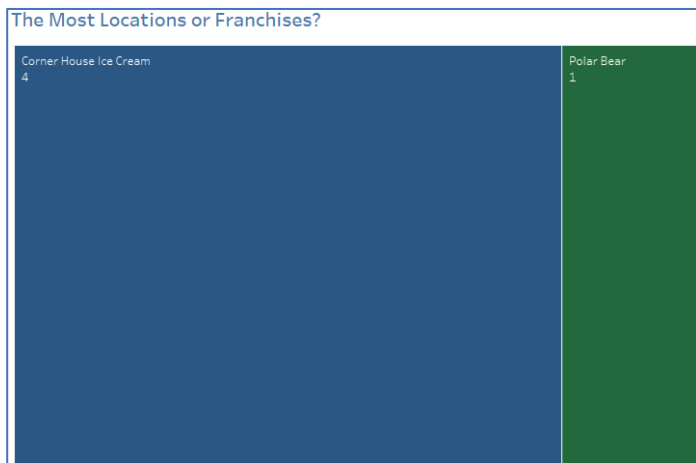 The Most Locations or Franchises?
Corner House Ice Cream
4
Polar Bear
1